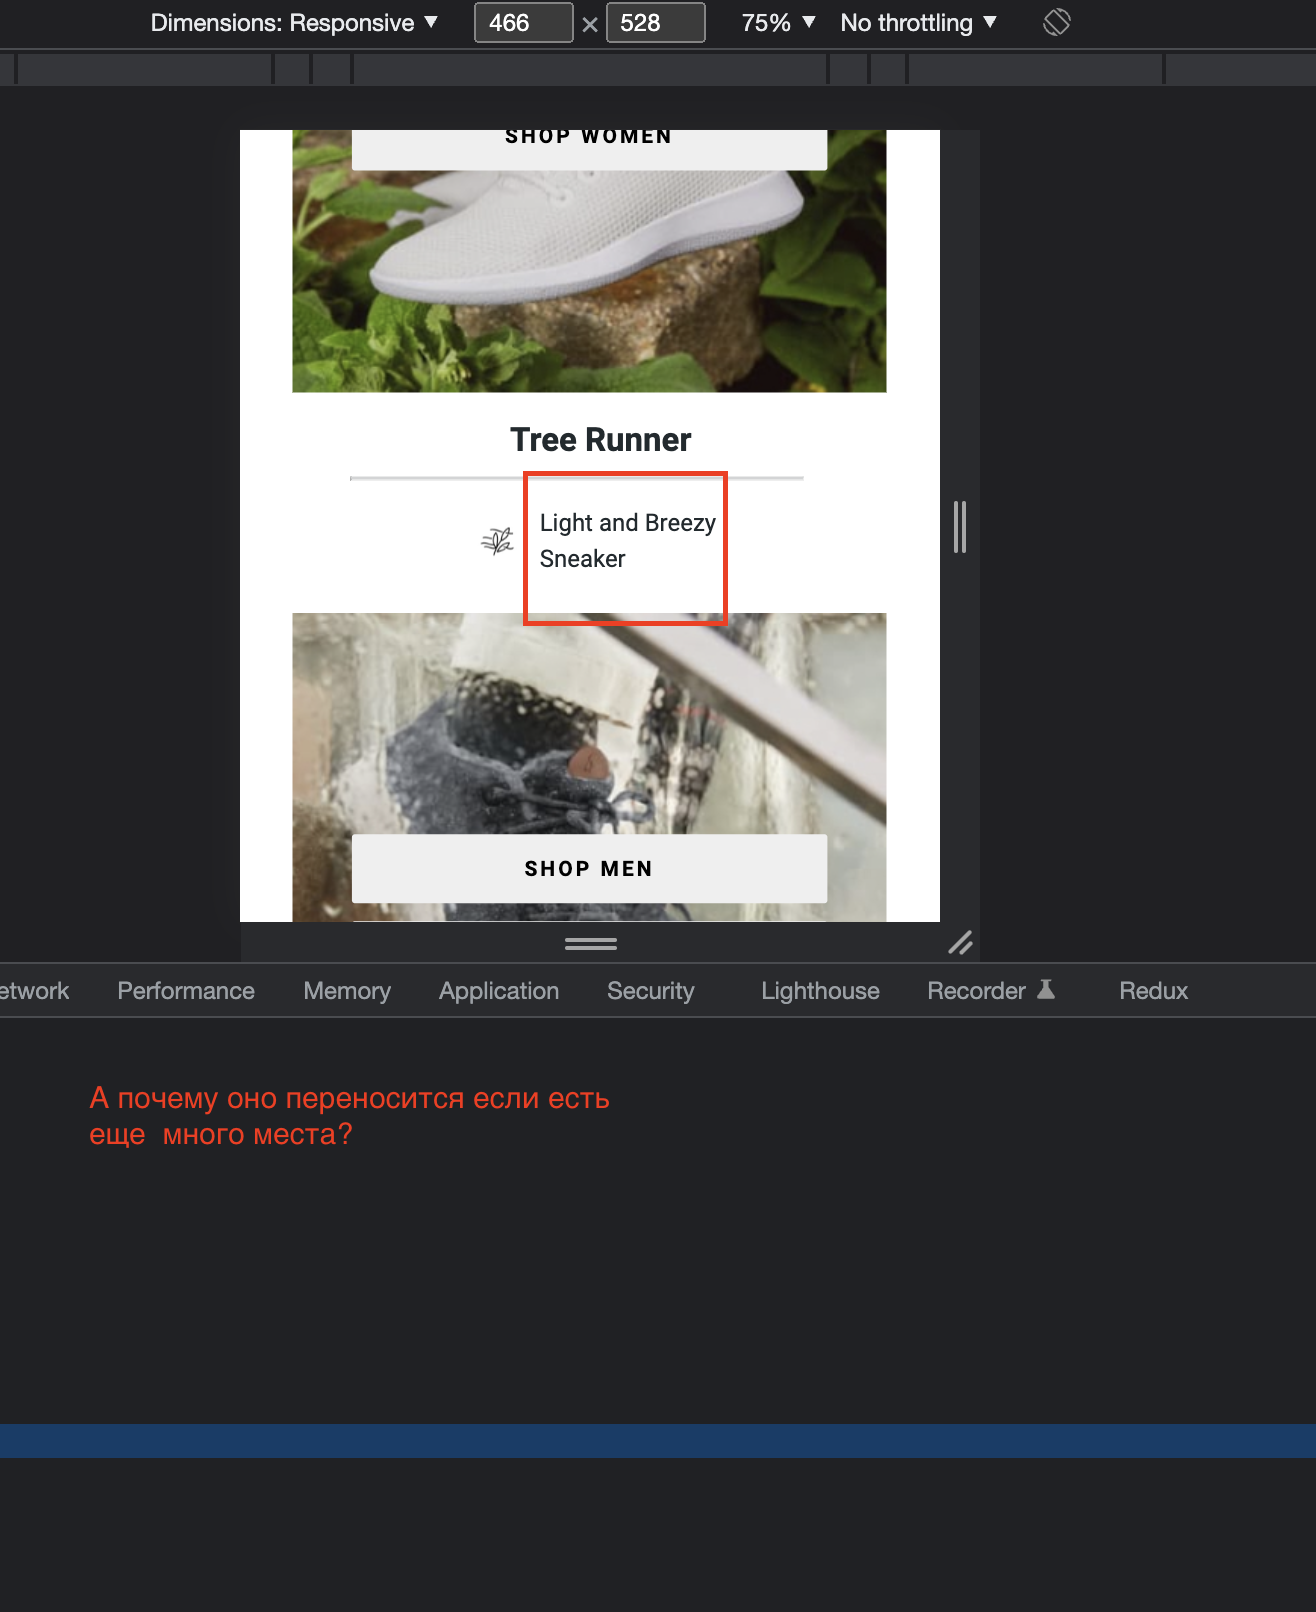 Dimensions: Responsive ▼ 466 × 528 75% ▼ No throttling ▼
SHOP WOMEN
Tree Runner
Light and Breezy
Sneaker
SHOP MEN
etwork Performance Memory Application Security Lighthouse Recorder Redux
А почему оно переносится если есть
еще  много места?